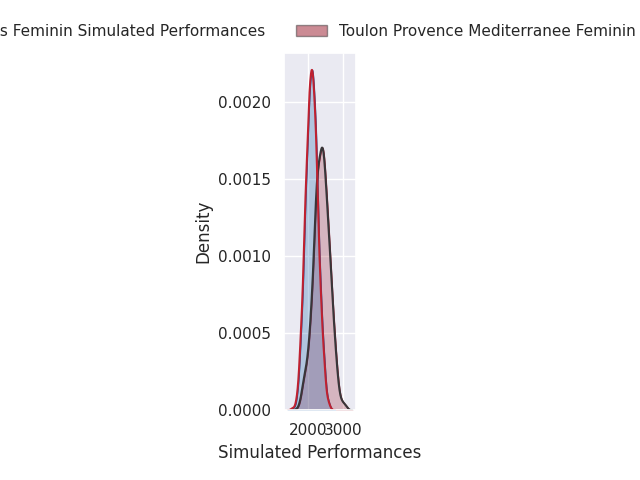 s Feminin Simulated Performances
Toulon Provence Mediterranee Feminin
0.0020
0.0015
0.0010
0.0005
0.0000
Density
2000
3000
Simulated Performances